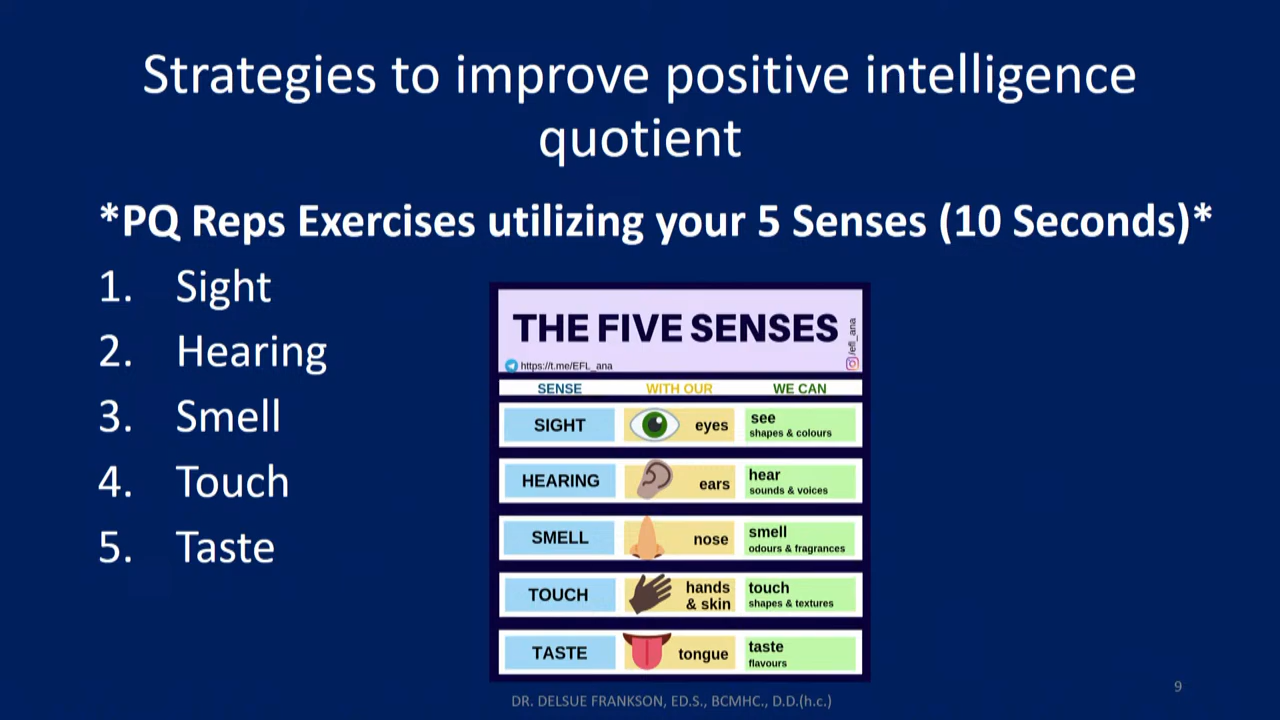 Strategies to improve positive intelligence
quotient
*PQ Reps Exercises utilizing your 5 Senses (10 Seconds)*
1. Sight
2. Hearing
3. Smell
4. Touch
5. Taste
THE FIVE SENSES
/efl_ana
https://t.me/EFL_ana
SENSE WITH OUR WE CAN
SIGHT eyes see
shapes & colours
HEARING ears hear
sounds & voices
SMELL nose smell
odours & fragrances
TOUCH hands & skin touch
shapes & textures
TASTE tongue taste
flavours
DR. DELSUE FRANKSON, ED.S., BCMHC., D.D.(h.c.)
9